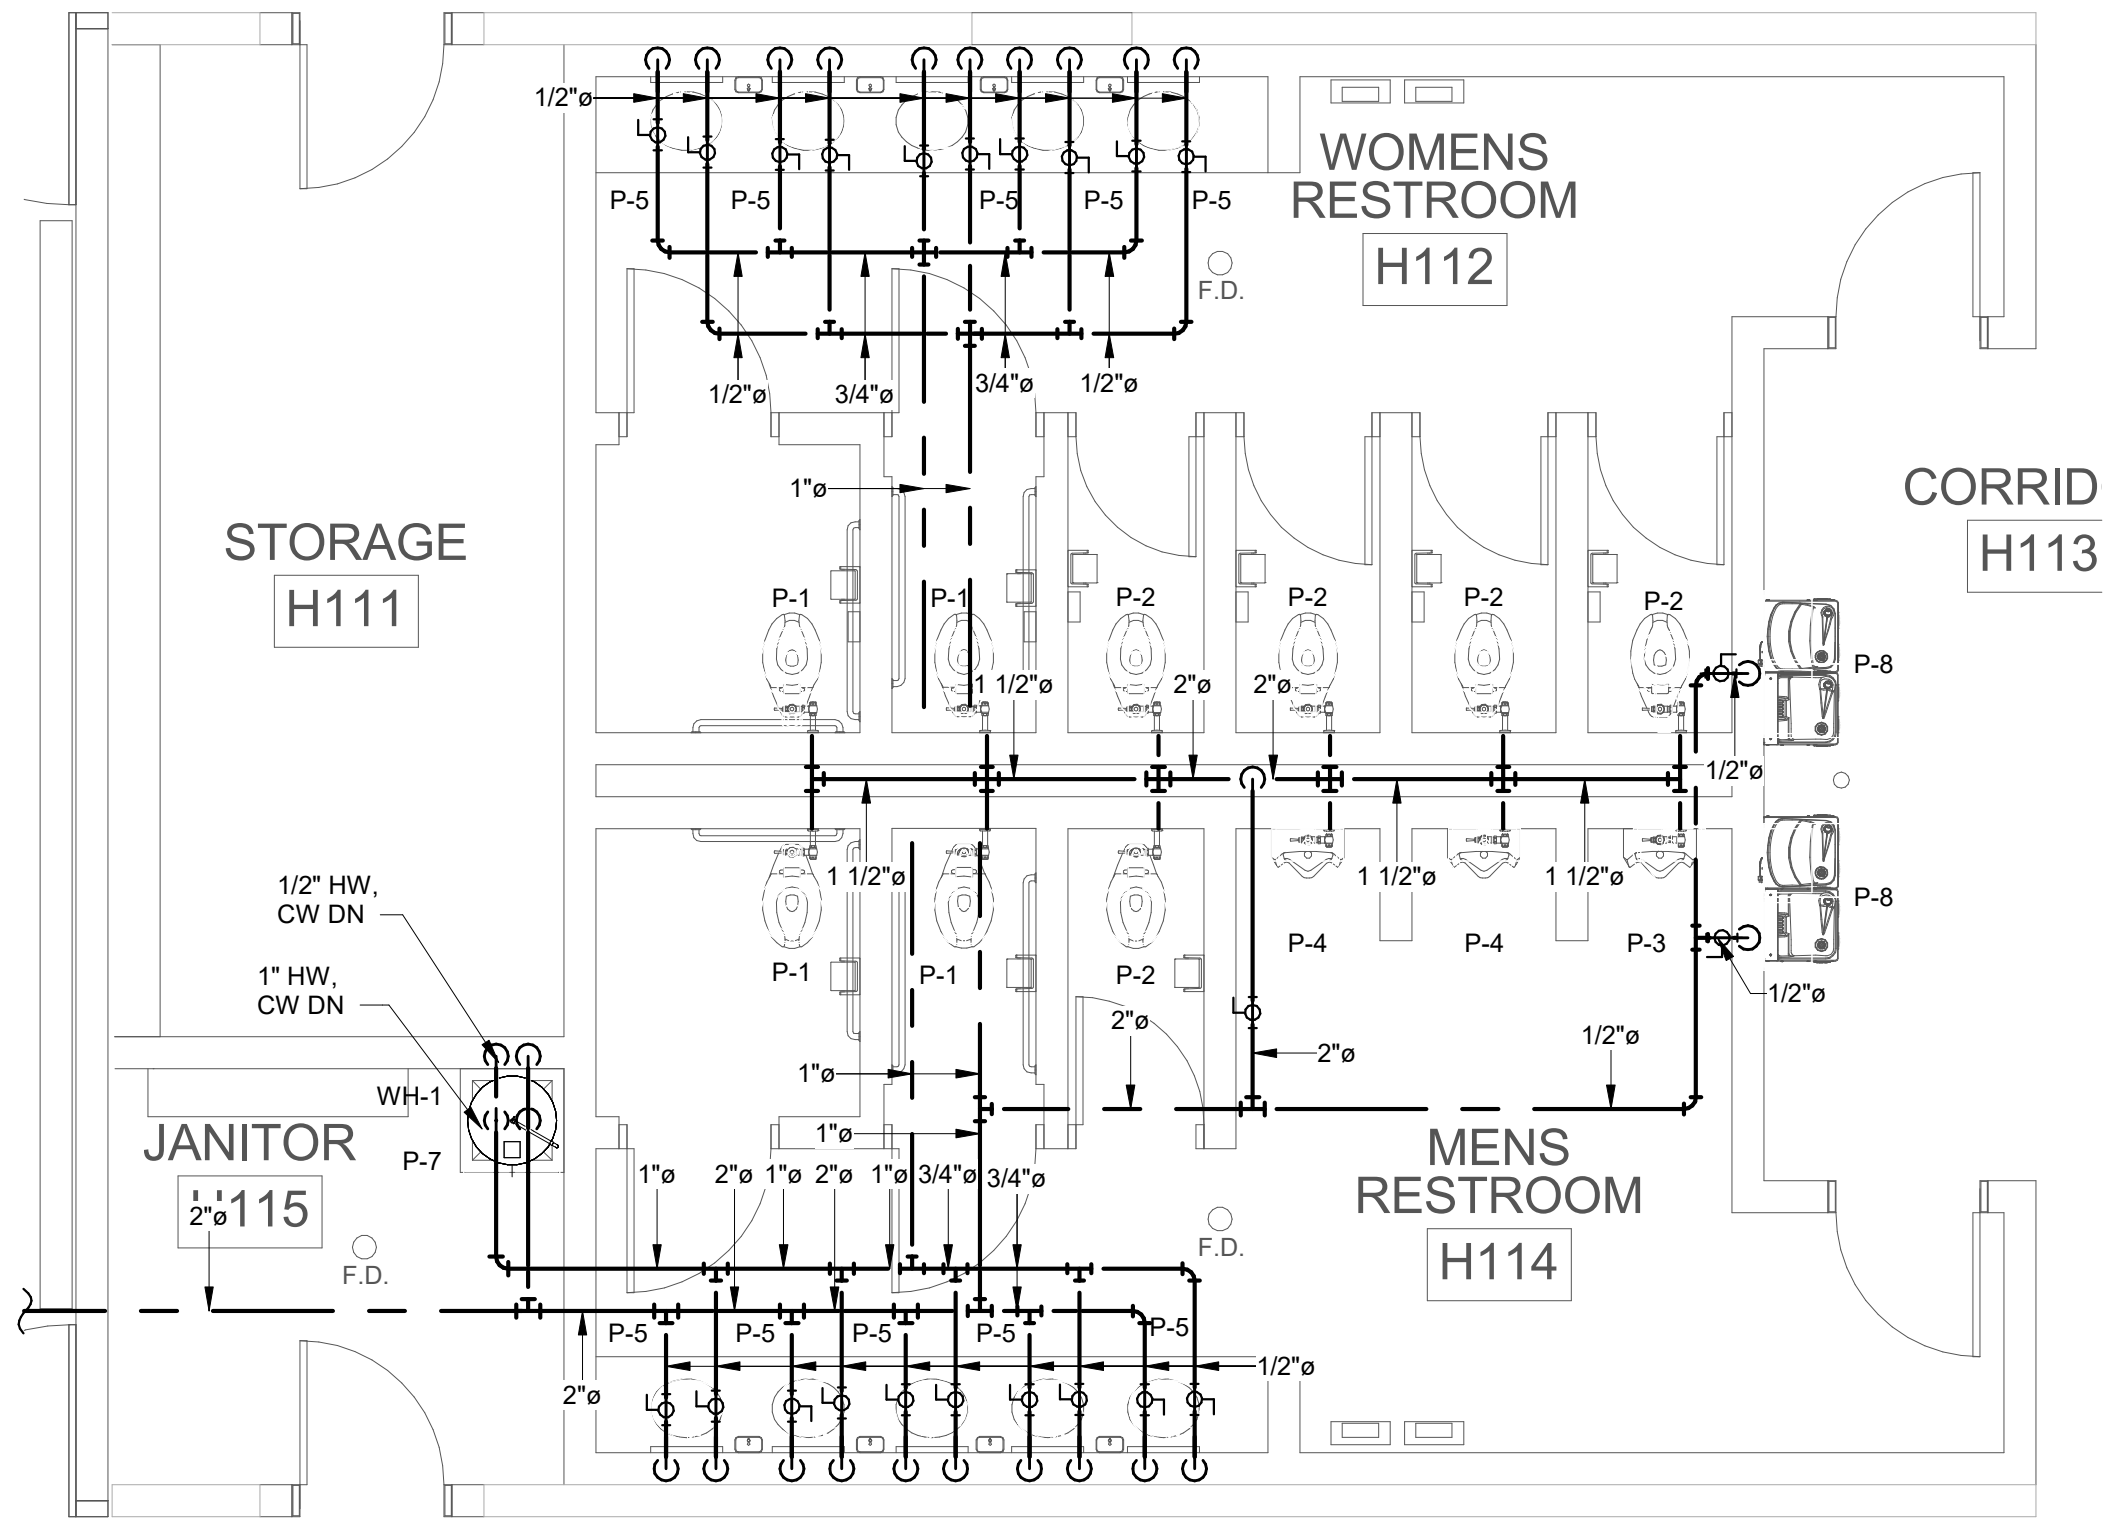 1/2"ø
P-5
P-5
P-5
P-5
P-5
WOMENS
RESTROOM
H112
F.D.
1/2"ø
3/4"ø
3/4"ø
1/2"ø
1"ø
STORAGE
H111
CORRID
H113
P-1
P-1
P-2
P-2
P-2
P-2
P-8
1 1/2"ø
2"ø
2"ø
1/2"ø
1 1/2"ø
1 1/2"ø
1 1/2"ø
P-8
1/2" HW,
CW DN
1" HW,
CW DN
P-1
P-1
P-2
P-4
P-4
P-3
1/2"ø
2"ø
2"ø
1/2"ø
1"ø
WH-1
JANITOR
P-7
115
2"ø
F.D.
1"ø
1"ø
2"ø
1"ø
2"ø
1"ø
3/4"ø
3/4"ø
MENS
RESTROOM
H114
F.D.
P-5
P-5
P-5
P-5
P-5
2"ø
1/2"ø